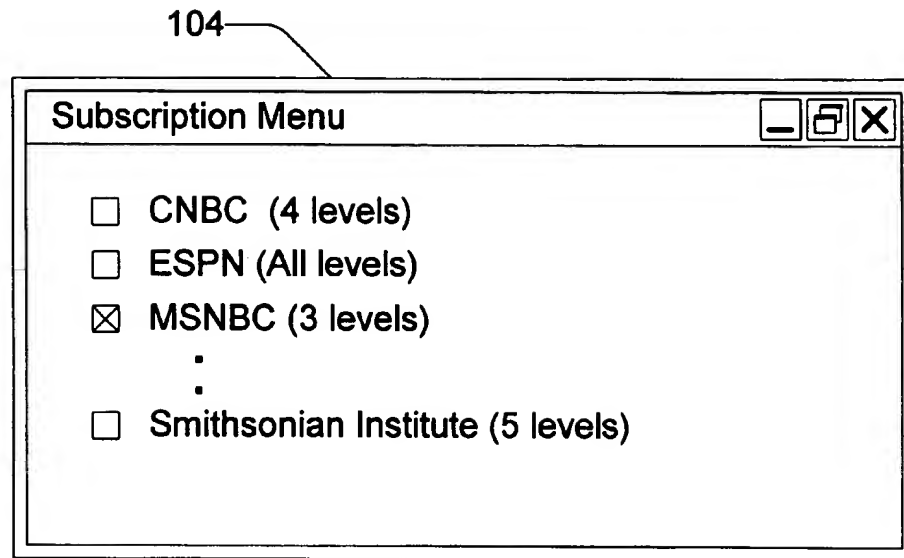 104
Subscription Menu
CNBC (4 levels)
ESPN (All levels)
MSNBC (3 levels)
Smithsonian Institute (5 levels)